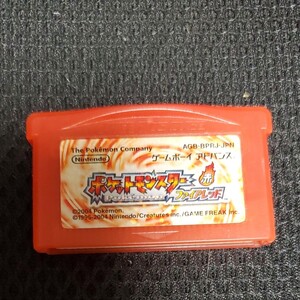 The Pokémon Company
AGB-BPRJ-JPN
Nintendo
ゲームボーイアドバンス
ポケットモンスター
ファイアレッド
©2004 Pokémon.
©1995-2004 Nintendo/Creatures inc./GAME FREAK inc.